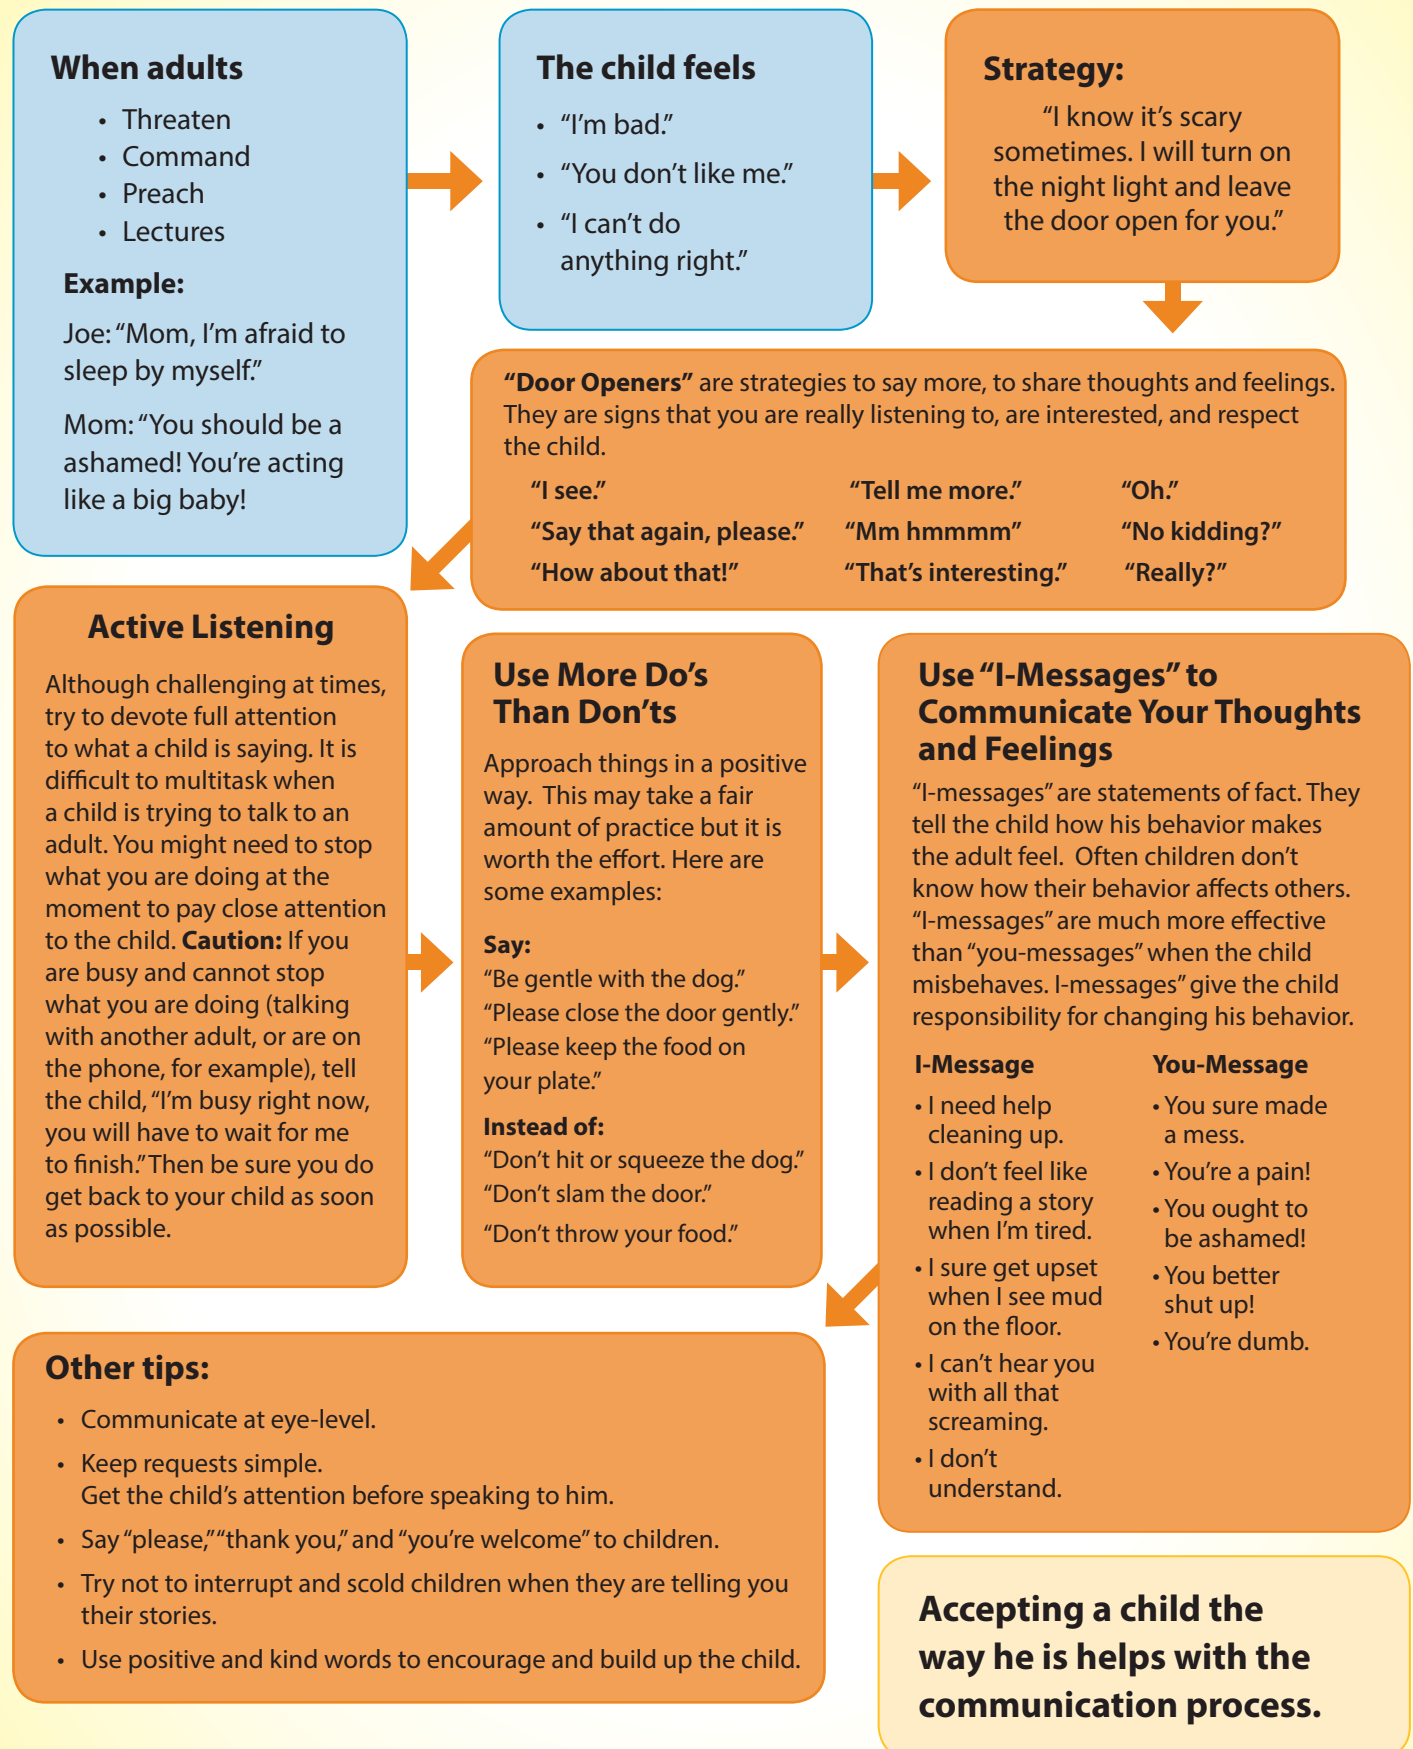 When adults
• Threaten
• Command
• Preach
• Lectures
Example:
Joe: “Mom, I’m afraid to
sleep by myself.”
Mom: “You should be a
ashamed! You’re acting
like a big baby!
The child feels
• “I’m bad.”
• “You don’t like me.”
• “I can’t do
anything right.”
Strategy:
“I know it’s scary
sometimes. I will turn on
the night light and leave
the door open for you.”
“Door Openers” are strategies to say more, to share thoughts and feelings.
They are signs that you are really listening to, are interested, and respect
the child.
“I see.” “Tell me more.” “Oh.”
“Say that again, please.” “Mm hmmmm” “No kidding?”
“How about that!” “That’s interesting.” “Really?”
Active Listening
Although challenging at times,
try to devote full attention
to what a child is saying. It is
difficult to multitask when
a child is trying to talk to an
adult. You might need to stop
what you are doing at the
moment to pay close attention
to the child. Caution: If you
are busy and cannot stop
what you are doing (talking
with another adult, or are on
the phone, for example), tell
the child, “I’m busy right now,
you will have to wait for me
to finish.” Then be sure you do
get back to your child as soon
as possible.
Use More Do’s
Than Don’ts
Approach things in a positive
way. This may take a fair
amount of practice but it is
worth the effort. Here are
some examples:
Say:
“Be gentle with the dog.”
“Please close the door gently.”
“Please keep the food on
your plate.”
Instead of:
“Don’t hit or squeeze the dog.”
“Don’t slam the door.”
“Don’t throw your food.”
Use “I-Messages” to
Communicate Your Thoughts
and Feelings
“I-messages” are statements of fact. They
tell the child how his behavior makes
the adult feel. Often children don’t
know how their behavior affects others.
“I-messages” are much more effective
than “you-messages” when the child
misbehaves. I-messages” give the child
responsibility for changing his behavior.
I-Message
• I need help
cleaning up.
• I don’t feel like
reading a story
when I’m tired.
• I sure get upset
when I see mud
on the floor.
• I can’t hear you
with all that
screaming.
• I don’t
understand.
You-Message
• You sure made
a mess.
• You’re a pain!
• You ought to
be ashamed!
• You better
shut up!
• You’re dumb.
Other tips:
• Communicate at eye-level.
• Keep requests simple.
Get the child’s attention before speaking to him.
• Say “please,” “thank you,” and “you’re welcome” to children.
• Try not to interrupt and scold children when they are telling you
their stories.
• Use positive and kind words to encourage and build up the child.
Accepting a child the
way he is helps with the
communication process.